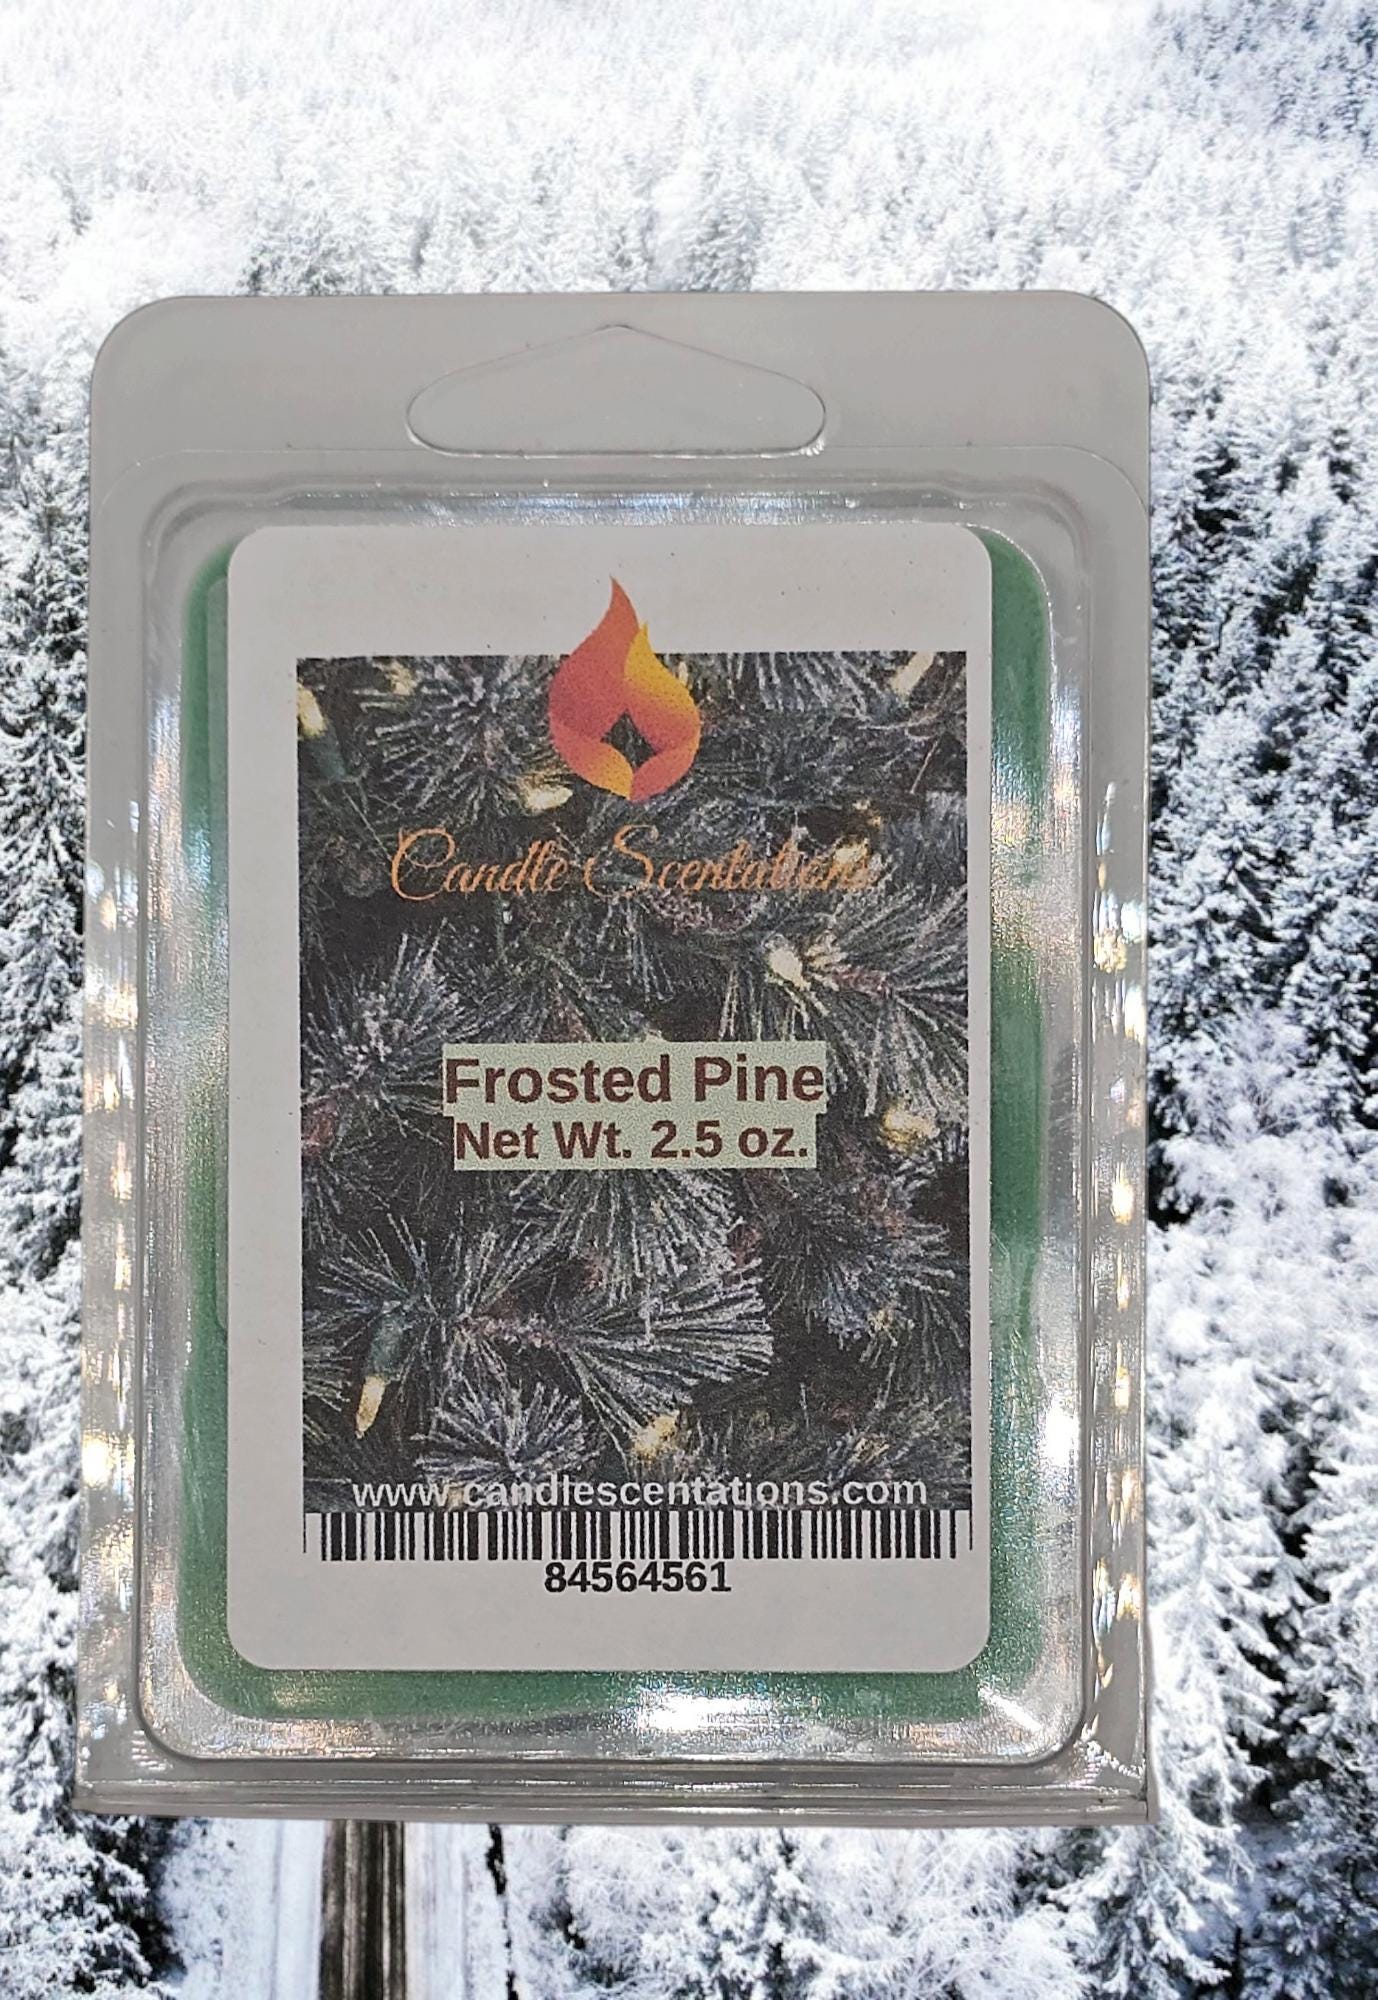 Candle Scentations
Frosted Pine
Net Wt. 2.5 oz.
www.candlescentations.com
84564561